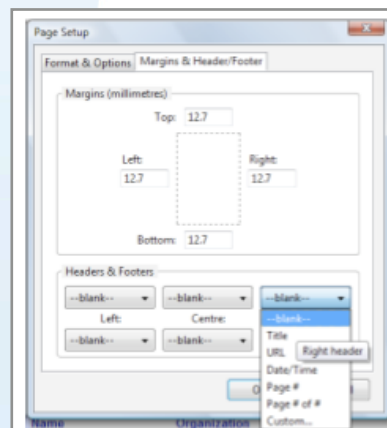 Page Setup
Format & Options Margins & Header/Footer
Margins (millimetres)
Top: 12.7
Left: Right:
12.7 12.7
Bottom: 12.7
Headers & Footers
--blank-- --blank-- --blank--
Left: Centre:
--blank-- --blank--
--blank--
Title
URL Right header
Date/Time
Page #
Page # of #
Custom...
Name Organization